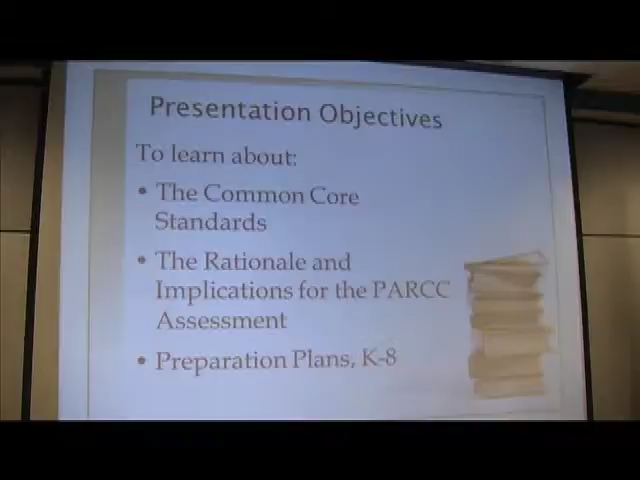 Presentation Objectives
To learn about:
• The Common Core
Standards
• The Rationale and
Implications for the PARCC
Assessment
• Preparation Plans, K-8